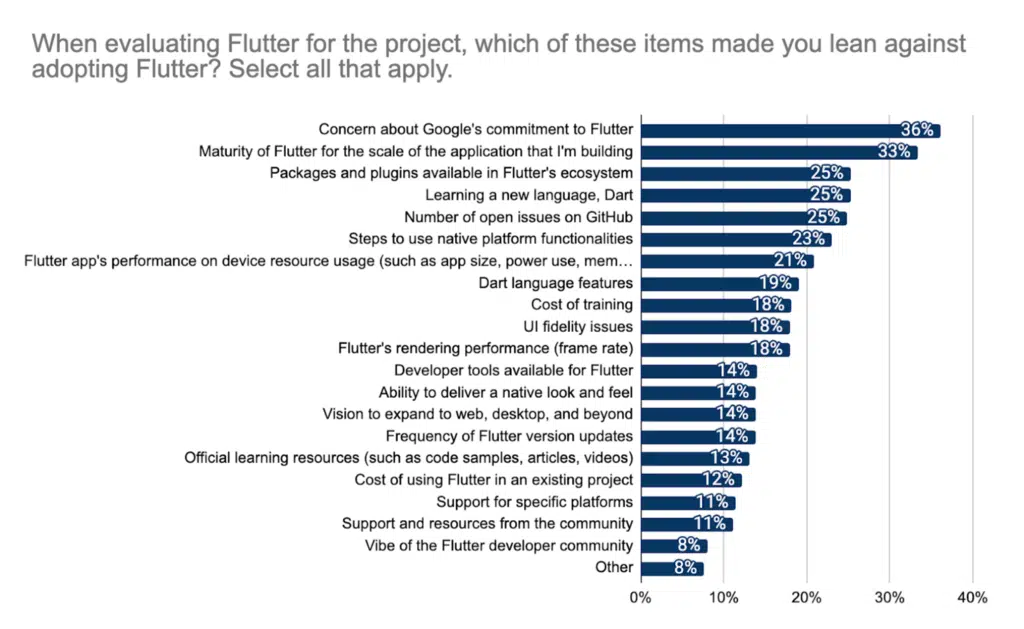 When evaluating Flutter for the project, which of these items made you lean against
adopting Flutter? Select all that apply.
Concern about Google's commitment to Flutter 36%
Maturity of Flutter for the scale of the application that I'm building 33%
Packages and plugins available in Flutter's ecosystem 25%
Learning a new language, Dart 25%
Number of open issues on GitHub 25%
Steps to use native platform functionalities 23%
Flutter app's performance on device resource usage (such as app size, power use, mem... 21%
Dart language features 19%
Cost of training 18%
UI fidelity issues 18%
Flutter's rendering performance (frame rate) 18%
Developer tools available for Flutter 14%
Ability to deliver a native look and feel 14%
Vision to expand to web, desktop, and beyond 14%
Frequency of Flutter version updates 14%
Official learning resources (such as code samples, articles, videos) 13%
Cost of using Flutter in an existing project 12%
Support for specific platforms 11%
Support and resources from the community 11%
Vibe of the Flutter developer community 8%
Other 8%
0% 10% 20% 30% 40%